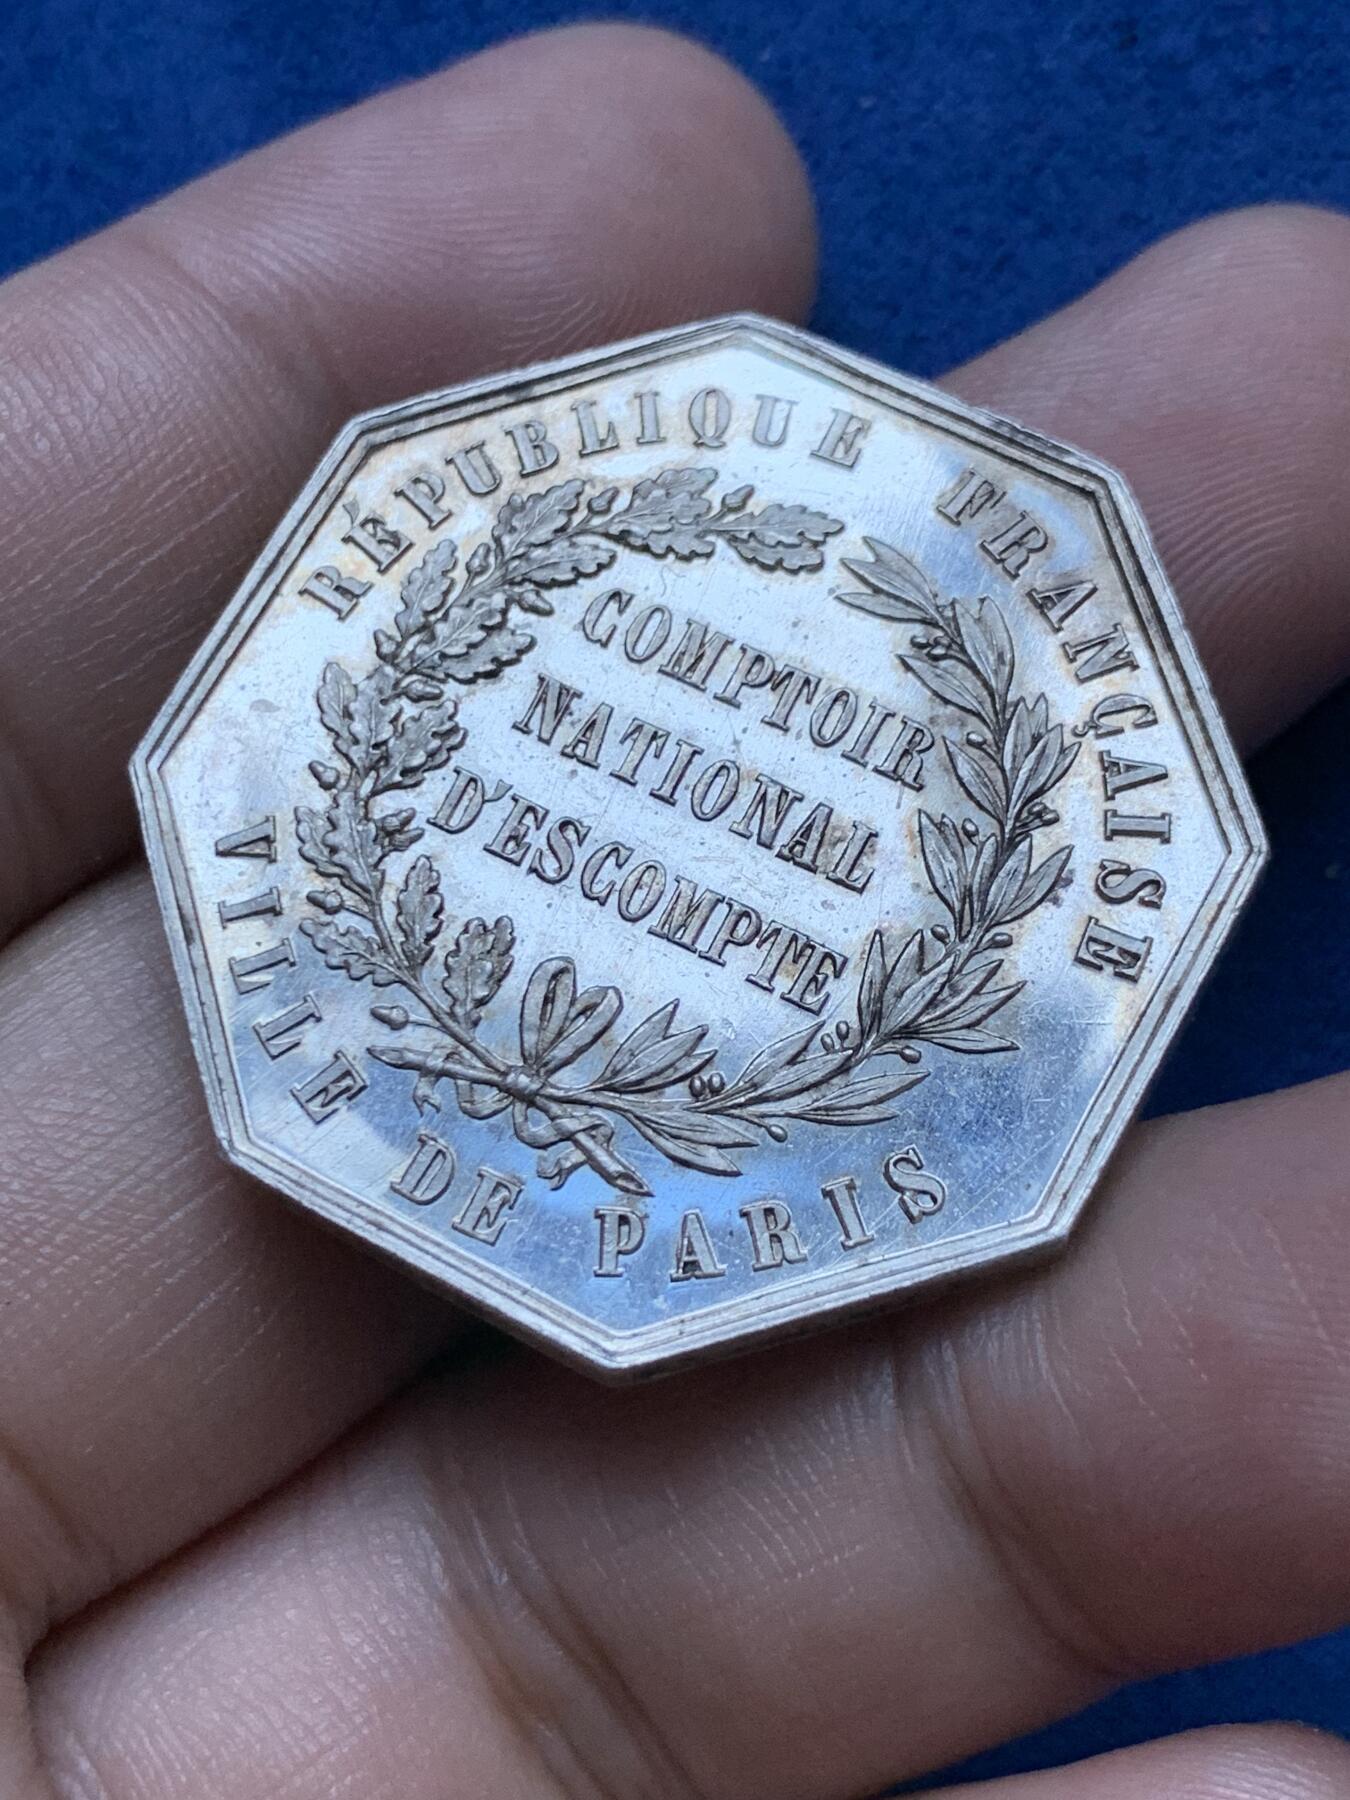 RÉPUBLIQUE FRANÇAISE
COMPTOIR
NATIONAL
D'ESCOMPTE
VILLE DE PARIS